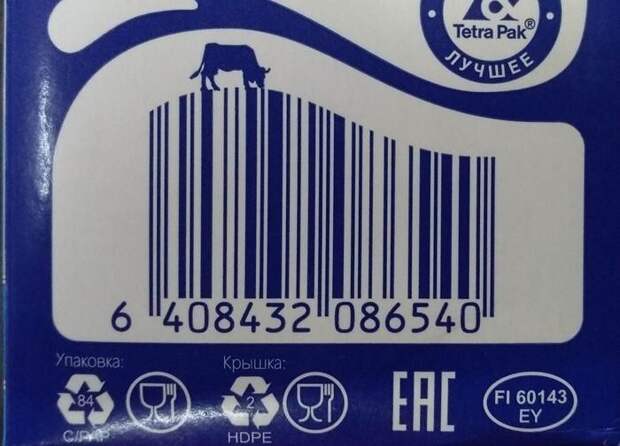 Tetra Pak®
ЛУЧШЕЕ
6 408432 086540
Упаковка:
Крышка:
84
C/PAP
2
HDPE
EAC
FI 60143
EY